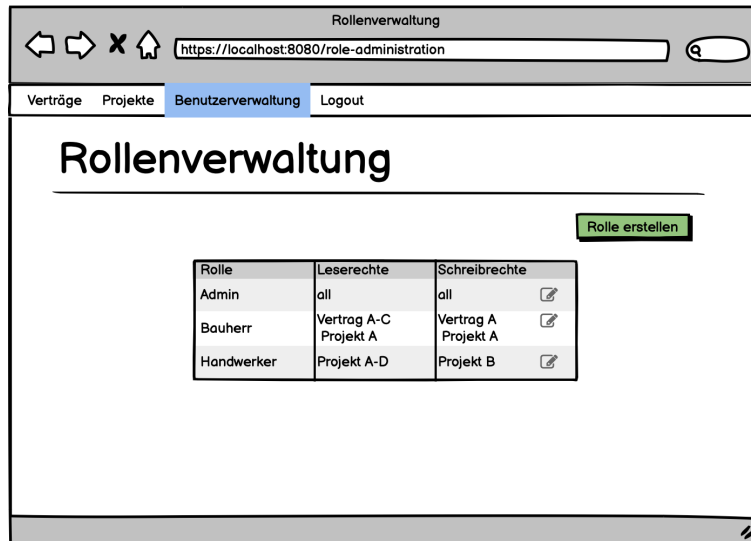 Rollenverwaltung
https://localhost:8080/role-administration
Verträge Projekte Benutzerverwaltung Logout
Rollenverwaltung
Rolle erstellen
Rolle Leserechte Schreibrechte
Admin all all
Bauherr Vertrag A-C Vertrag A
Projekt A Projekt A
Handwerker Projekt A-D Projekt B